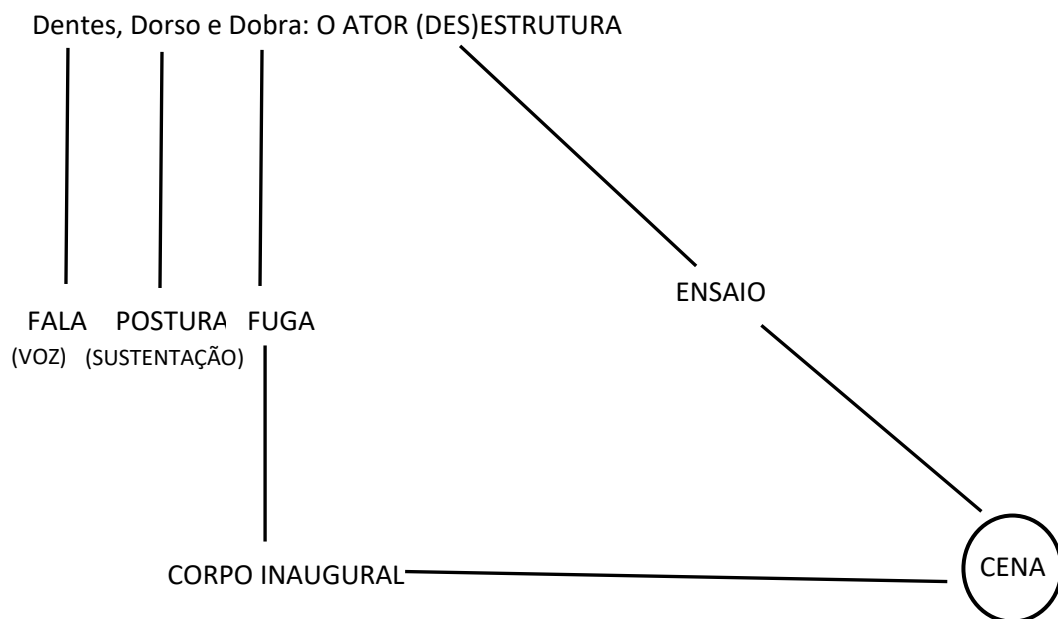 Dentes, Dorso e Dobra: O ATOR (DES)ESTRUTURA
ENSAIO
FALA POSTURA FUGA
(VOZ) (SUSTENTAÇÃO)
CORPO INAUGURAL
CENA